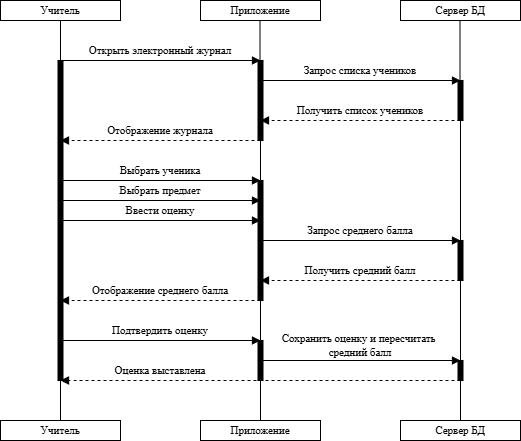 Учитель
Приложение
Сервер БД
Открыть электронный журнал
Запрос списка учеников
Получить список учеников
Отображение журнала
Выбрать ученика
Выбрать предмет
Ввести оценку
Запрос среднего балла
Получить средний балл
Отображение среднего балла
Подтвердить оценку
Сохранить оценку и пересчитать
средний балл
Оценка выставлена
Учитель
Приложение
Сервер БД